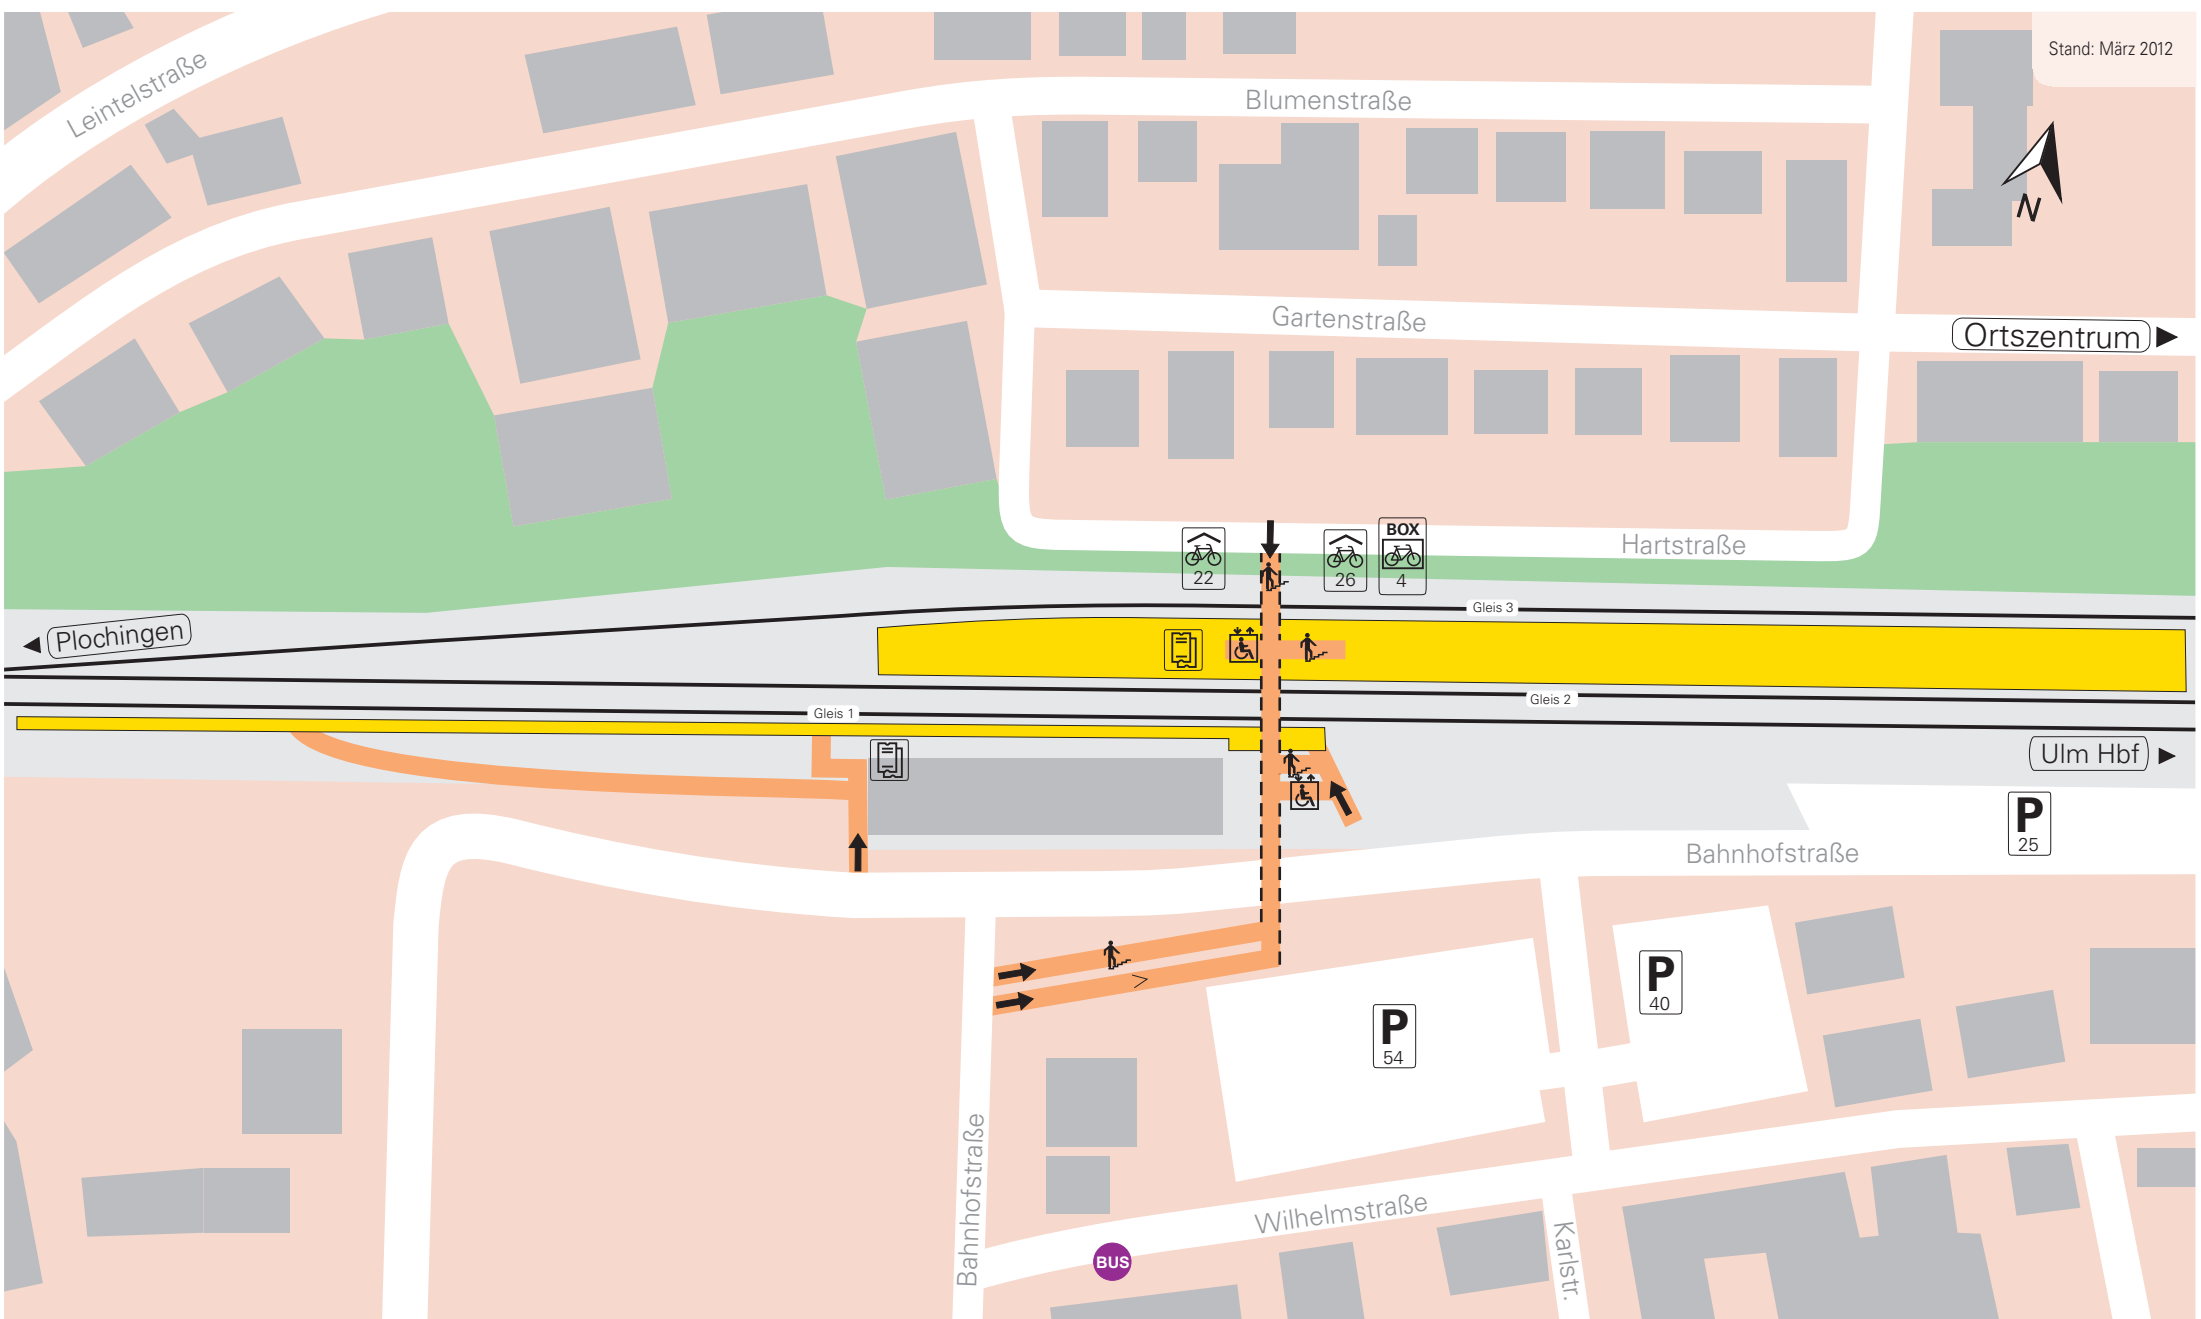 Stand: März 2012
Leintelstraße
Blumenstraße
N
Gartenstraße
Ortszentrum
22
26
BOX
4
Hartstraße
Gleis 3
Plochingen
Gleis 2
Gleis 1
Ulm Hbf
P
25
Bahnhofstraße
P
40
P
54
Bahnhofstraße
Wilhelmstraße
Karlstr.
BUS